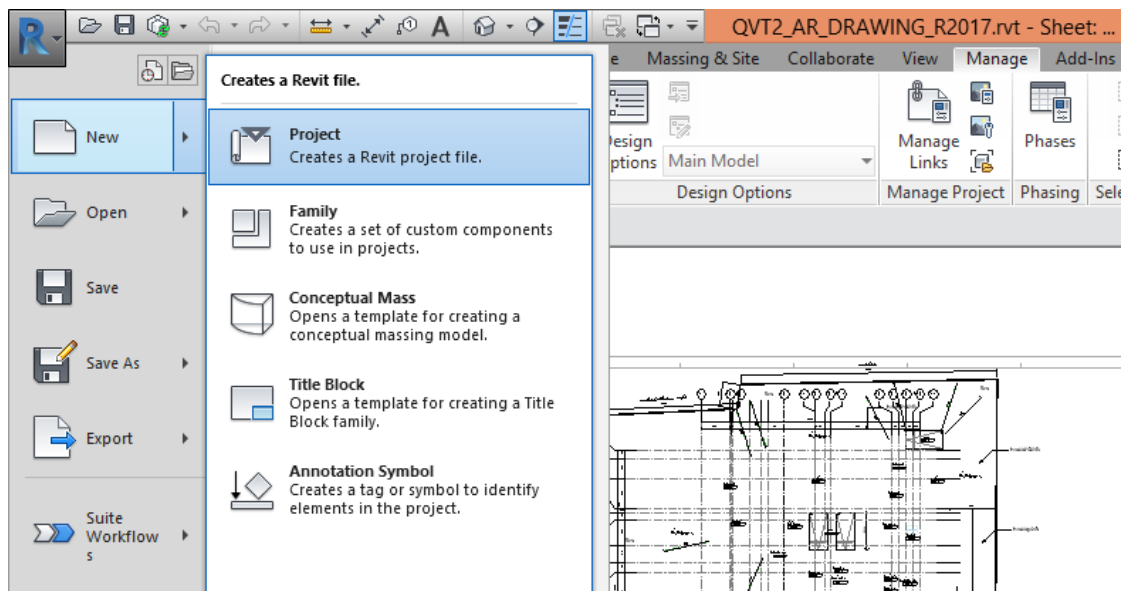 QVT2_AR_DRAWING_R2017.rvt - Sheet: ...
Massing & Site Collaborate View Manage Add-Ins
Creates a Revit file.
New
Project
Creates a Revit project file.
Open
Family
Creates a set of custom components
to use in projects.
Save
Conceptual Mass
Opens a template for creating a
conceptual massing model.
Save As
Title Block
Opens a template for creating a Title
Block family.
Export
Annotation Symbol
Creates a tag or symbol to identify
elements in the project.
Suite
Workflow
s
Main Model
Design Options
Manage
Links
Manage Project
Phases
Phasing